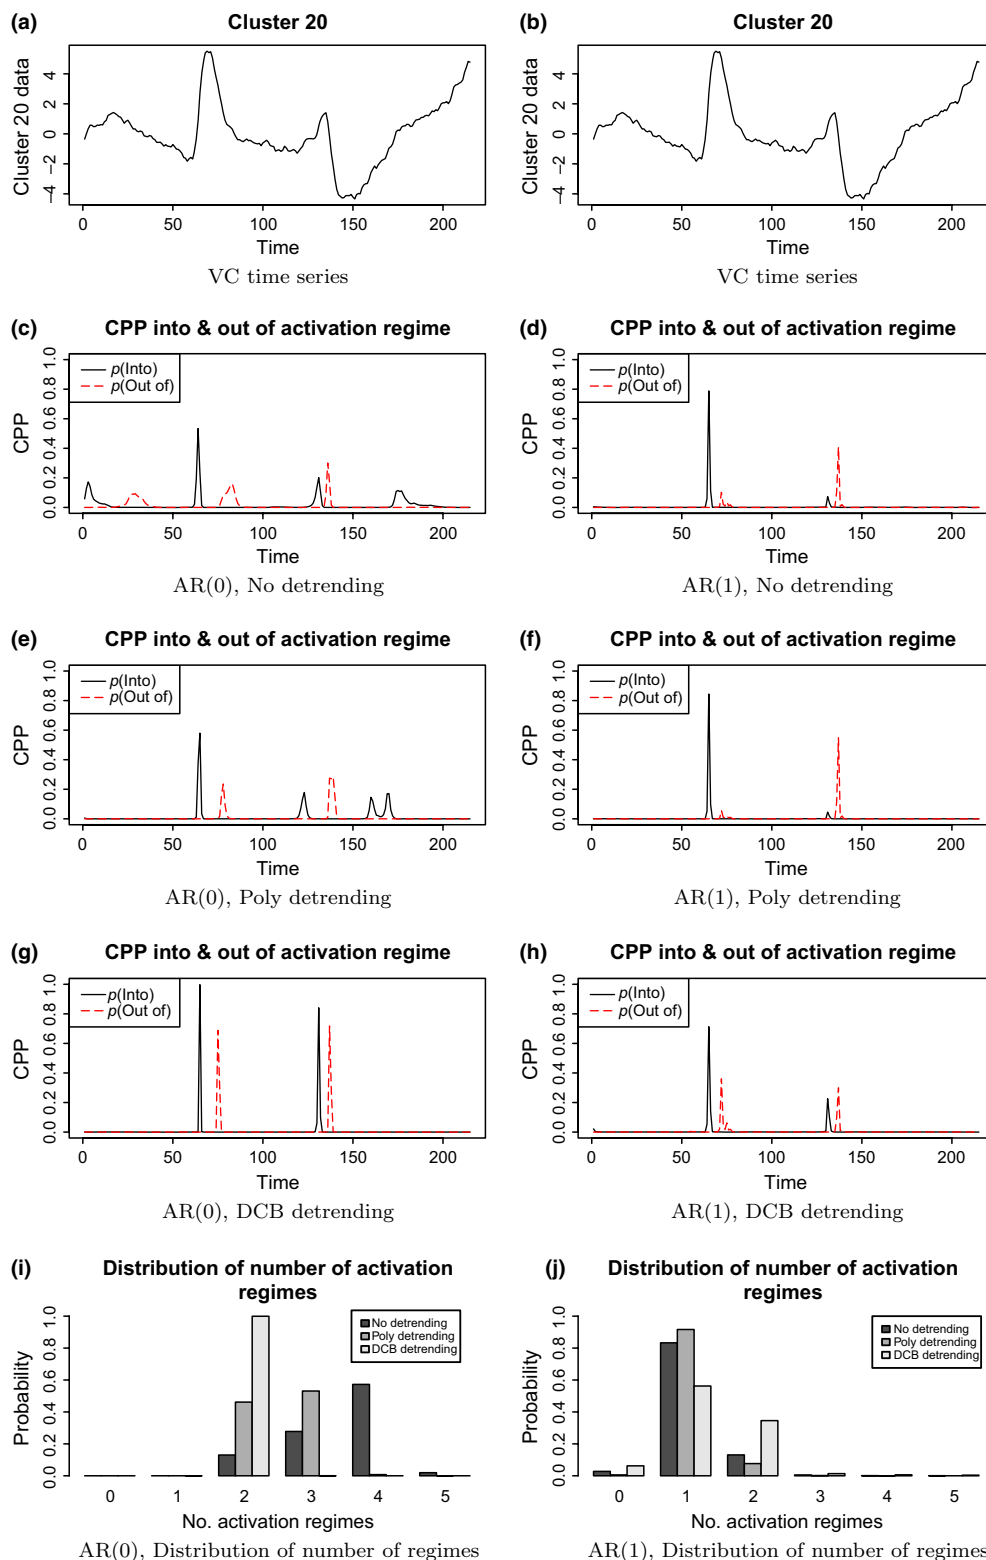 (a) Cluster 20
Cluster 20 data
−4 −2 0 2 4
0 50 100 150 200
Time
VC time series
(b) Cluster 20
Cluster 20 data
−4 −2 0 2 4
0 50 100 150 200
Time
VC time series
(c) CPP into & out of activation regime
p(Into)
p(Out of)
CPP
0.0 0.2 0.4 0.6 0.8 1.0
0 50 100 150 200
Time
AR(0), No detrending
(d) CPP into & out of activation regime
p(Into)
p(Out of)
CPP
0.0 0.2 0.4 0.6 0.8 1.0
0 50 100 150 200
Time
AR(1), No detrending
(e) CPP into & out of activation regime
p(Into)
p(Out of)
CPP
0.0 0.2 0.4 0.6 0.8 1.0
0 50 100 150 200
Time
AR(0), Poly detrending
(f) CPP into & out of activation regime
p(Into)
p(Out of)
CPP
0.0 0.2 0.4 0.6 0.8 1.0
0 50 100 150 200
Time
AR(1), Poly detrending
(g) CPP into & out of activation regime
p(Into)
p(Out of)
CPP
0.0 0.2 0.4 0.6 0.8 1.0
0 50 100 150 200
Time
AR(0), DCB detrending
(h) CPP into & out of activation regime
p(Into)
p(Out of)
CPP
0.0 0.2 0.4 0.6 0.8 1.0
0 50 100 150 200
Time
AR(1), DCB detrending
(i) Distribution of number of activation
regimes
No detrending
Poly detrending
DCB detrending
Probability
0.0 0.2 0.4 0.6 0.8 1.0
0 1 2 3 4 5
No. activation regimes
AR(0), Distribution of number of regimes
(j) Distribution of number of activation
regimes
No detrending
Poly detrending
DCB detrending
Probability
0.0 0.2 0.4 0.6 0.8 1.0
0 1 2 3 4 5
No. activation regimes
AR(1), Distribution of number of regimes